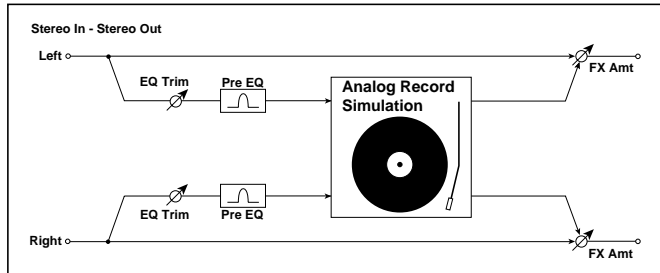 Stereo In - Stereo Out
Left
EQ Trim
Pre EQ
Analog Record
Simulation
FX Amt
EQ Trim
Pre EQ
Right
FX Amt